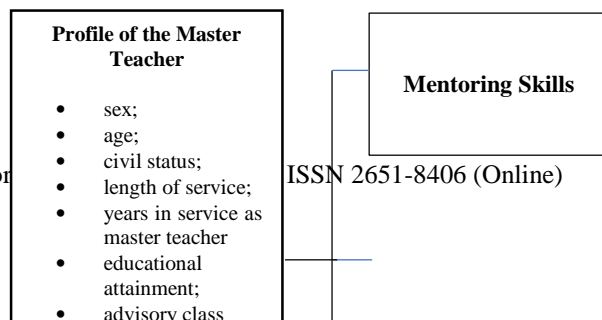 Profile of the Master
Teacher
• sex;
• age;
• civil status;
• length of service;
• years in service as
master teacher
• educational
attainment;
• advisory class
Mentoring Skills
ISSN 2651-8406 (Online)